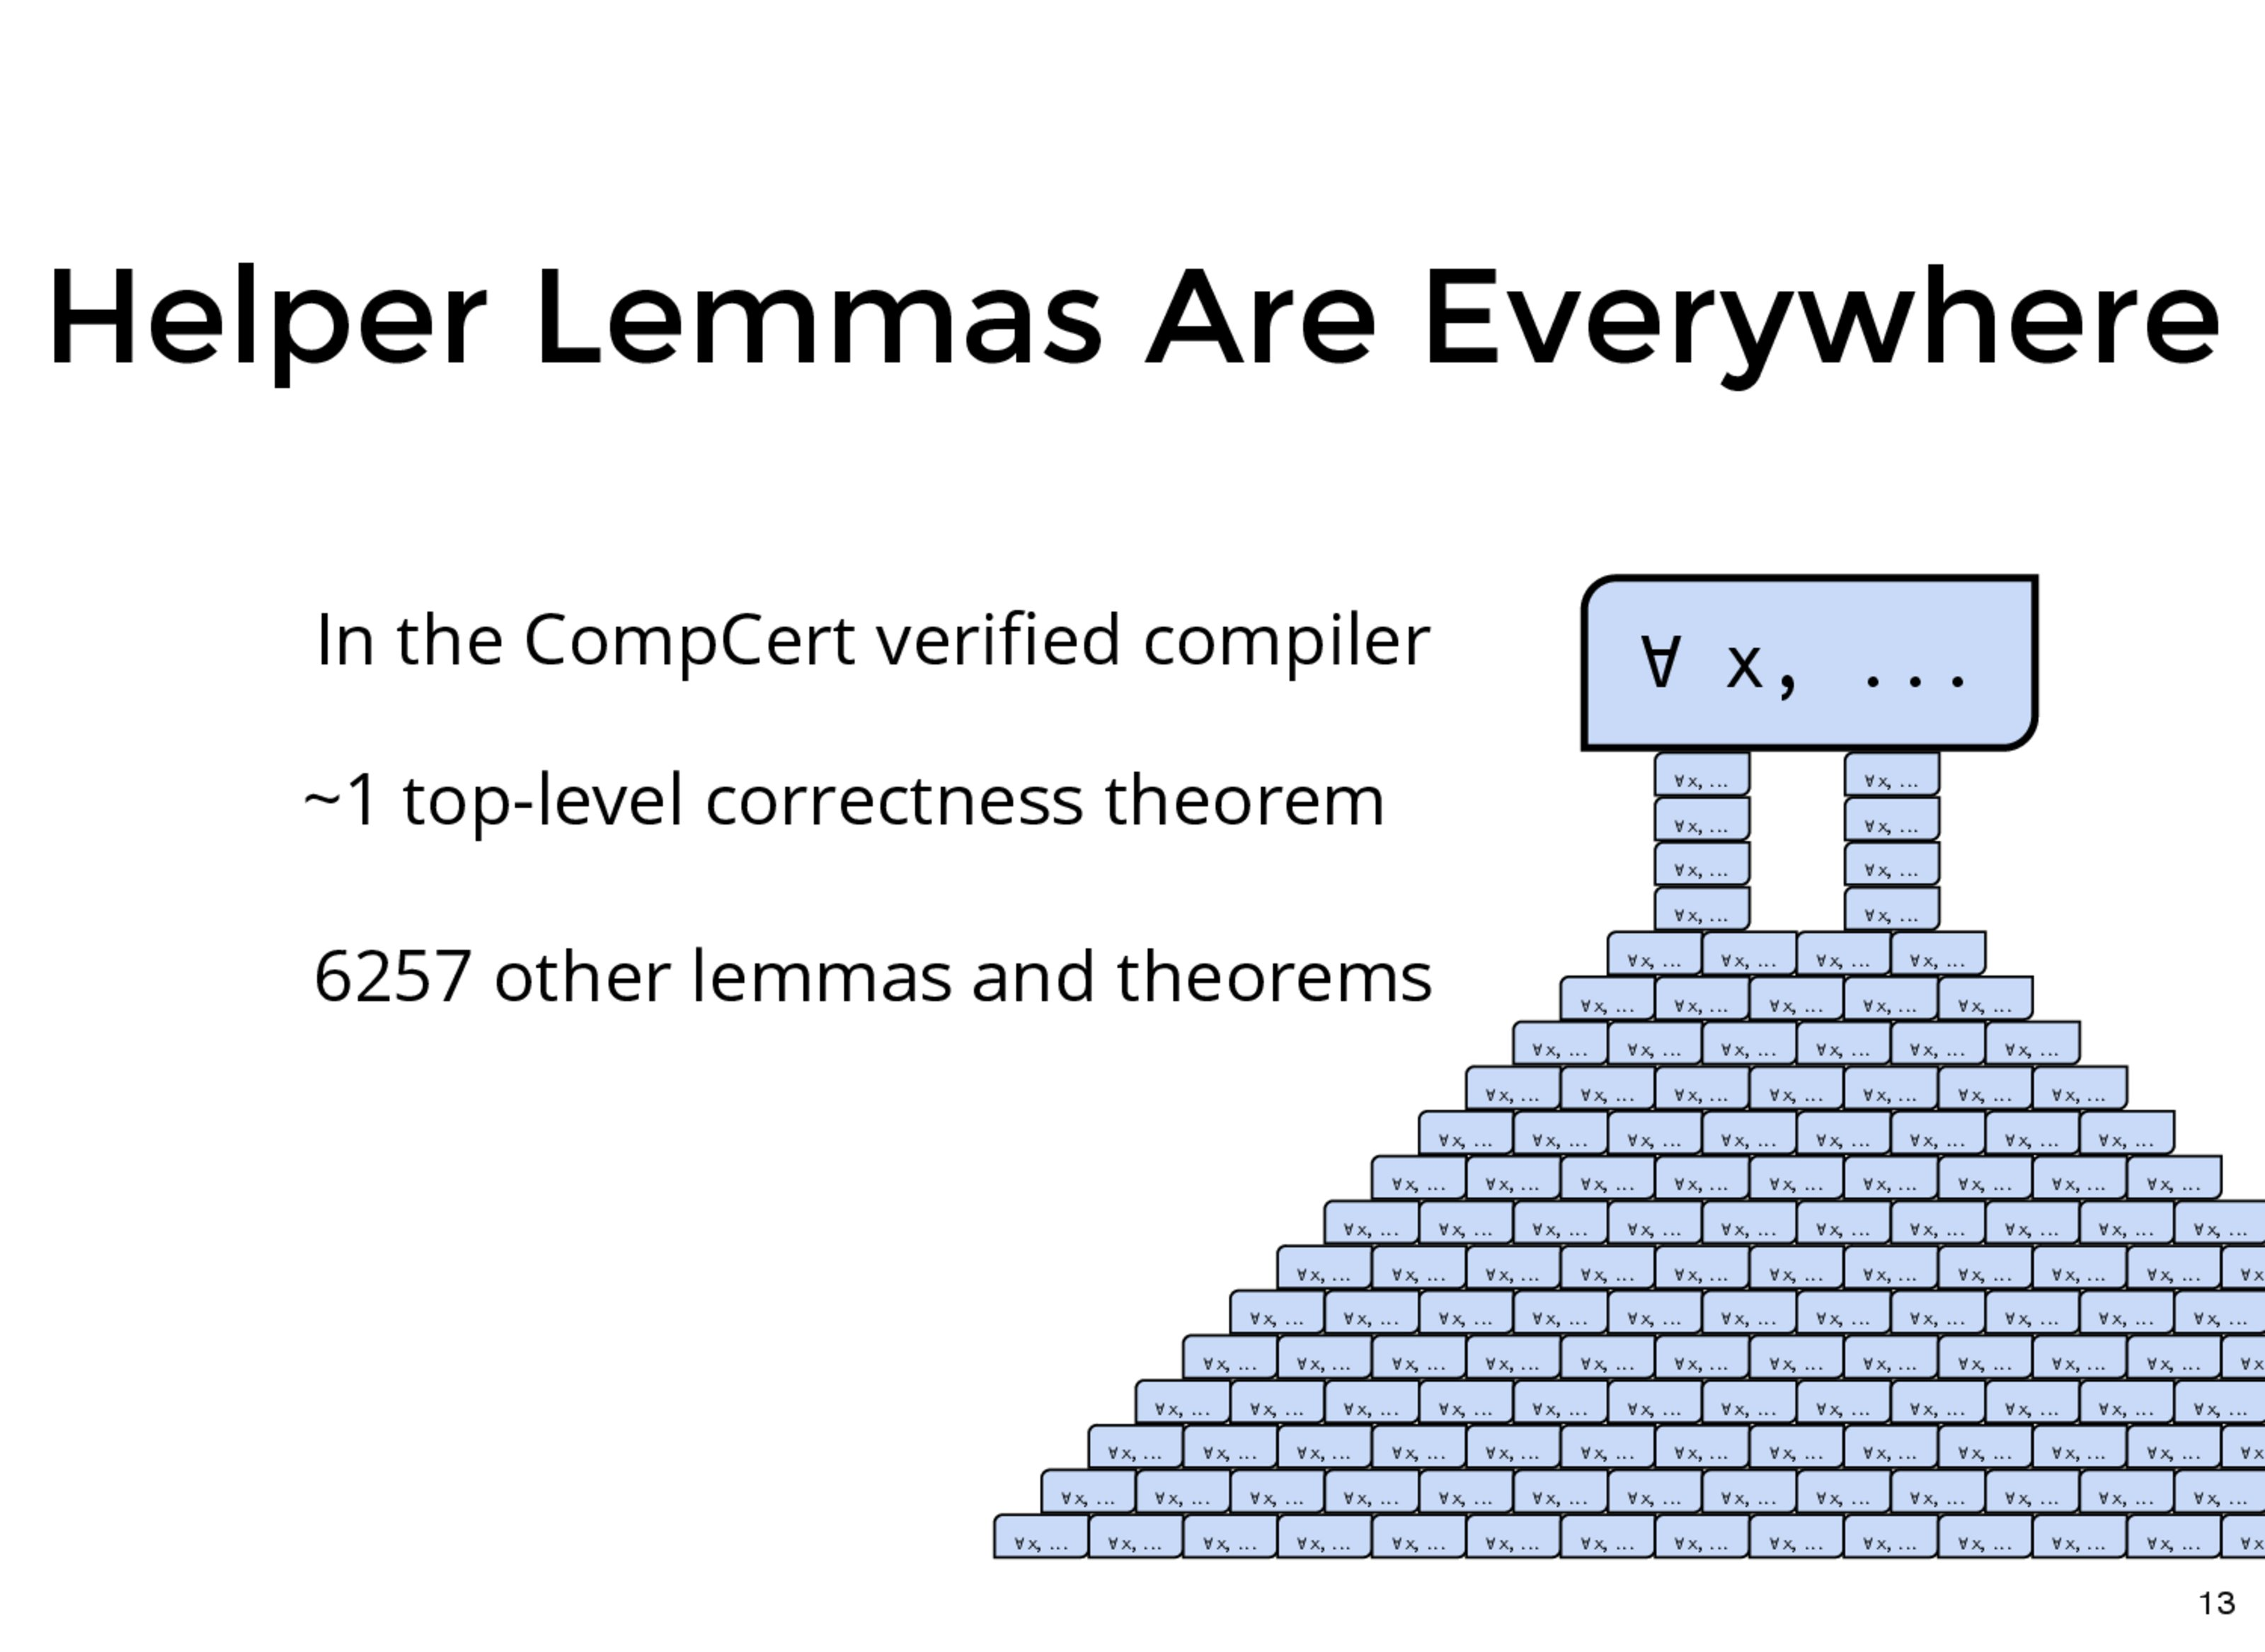 Helper Lemmas Are Everywhere
In the CompCert verified compiler
~1 top-level correctness theorem
6257 other lemmas and theorems
∀ x, ...
∀x, ... ∀x, ...
∀x, ... ∀x, ...
∀x, ... ∀x, ...
∀x, ... ∀x, ...
∀x, ... ∀x, ... ∀x, ... ∀x, ...
∀x, ... ∀x, ... ∀x, ... ∀x, ... ∀x, ...
∀x, ... ∀x, ... ∀x, ... ∀x, ... ∀x, ... ∀x, ...
∀x, ... ∀x, ... ∀x, ... ∀x, ... ∀x, ... ∀x, ... ∀x, ...
∀x, ... ∀x, ... ∀x, ... ∀x, ... ∀x, ... ∀x, ... ∀x, ... ∀x, ...
∀x, ... ∀x, ... ∀x, ... ∀x, ... ∀x, ... ∀x, ... ∀x, ... ∀x, ... ∀x, ...
∀x, ... ∀x, ... ∀x, ... ∀x, ... ∀x, ... ∀x, ... ∀x, ... ∀x, ... ∀x, ... ∀x, ...
∀x, ... ∀x, ... ∀x, ... ∀x, ... ∀x, ... ∀x, ... ∀x, ... ∀x, ... ∀x, ... ∀x, ... ∀x
∀x, ... ∀x, ... ∀x, ... ∀x, ... ∀x, ... ∀x, ... ∀x, ... ∀x, ... ∀x, ... ∀x, ... ∀x, ...
∀x, ... ∀x, ... ∀x, ... ∀x, ... ∀x, ... ∀x, ... ∀x, ... ∀x, ... ∀x, ... ∀x, ... ∀x, ... ∀x
∀x, ... ∀x, ... ∀x, ... ∀x, ... ∀x, ... ∀x, ... ∀x, ... ∀x, ... ∀x, ... ∀x, ... ∀x, ... ∀x, ...
∀x, ... ∀x, ... ∀x, ... ∀x, ... ∀x, ... ∀x, ... ∀x, ... ∀x, ... ∀x, ... ∀x, ... ∀x, ... ∀x, ... ∀x
∀x, ... ∀x, ... ∀x, ... ∀x, ... ∀x, ... ∀x, ... ∀x, ... ∀x, ... ∀x, ... ∀x, ... ∀x, ... ∀x, ... ∀x, ...
∀x, ... ∀x, ... ∀x, ... ∀x, ... ∀x, ... ∀x, ... ∀x, ... ∀x, ... ∀x, ... ∀x, ... ∀x, ... ∀x, ... ∀x, ... ∀x
13